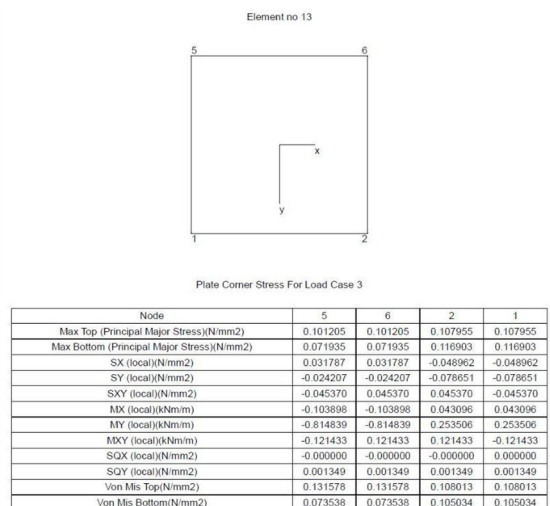 Element no 13
5 6
x
y
1 2
Plate Corner Stress For Load Case 3
Node 5 6 2 1
Max Top (Principal Major Stress)(N/mm2) 0.101205 0.101205 0.107955 0.107955
Max Bottom (Principal Major Stress)(N/mm2) 0.071935 0.071935 0.116903 0.116903
SX (local)(N/mm2) 0.031787 0.031787 -0.048962 -0.048962
SY (local)(N/mm2) -0.024207 -0.024207 -0.078651 -0.078651
SXY (local)(N/mm2) -0.045370 0.045370 0.045370 -0.045370
MX (local)(kNm/m) -0.103898 -0.103898 0.043096 0.043096
MY (local)(kNm/m) -0.814839 -0.814839 0.253506 0.253506
MXY (local)(kNm/m) -0.121433 0.121433 0.121433 -0.121433
SQX (local)(N/mm2) -0.000000 -0.000000 -0.000000 0.000000
SQY (local)(N/mm2) 0.001349 0.001349 0.001349 0.001349
Von Mis Top(N/mm2) 0.131578 0.131578 0.108013 0.108013
Von Mis Bottom(N/mm2) 0.073538 0.073538 0.105034 0.105034